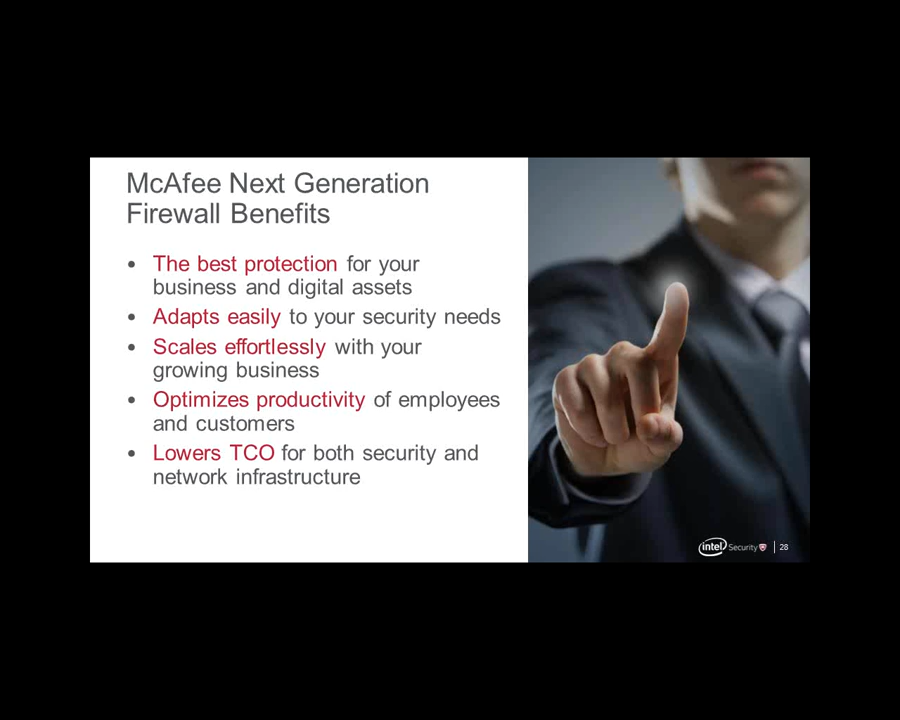 McAfee Next Generation
Firewall Benefits
• The best protection for your
business and digital assets
• Adapts easily to your security needs
• Scales effortlessly with your
growing business
• Optimizes productivity of employees
and customers
• Lowers TCO for both security and
network infrastructure
intel Security | 28